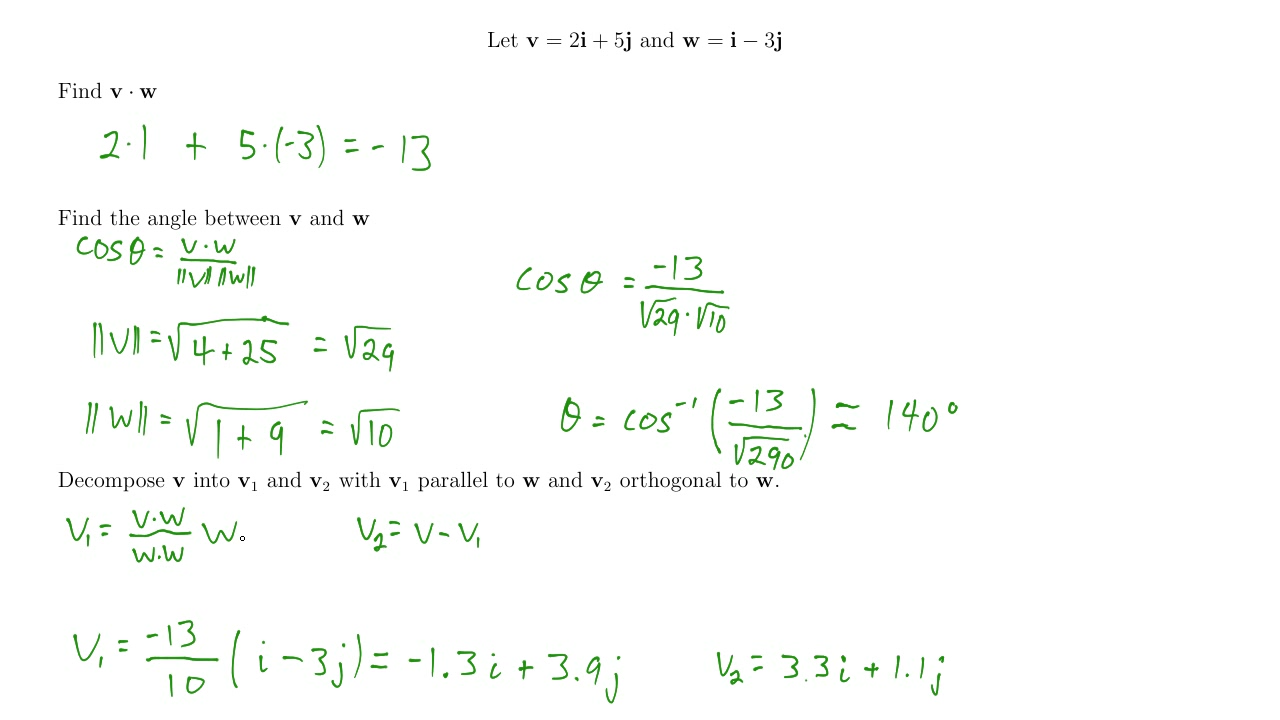 Let v = 2i + 5j and w = i − 3j
Find v · w
2·1 + 5·(-3) = -13
Find the angle between v and w
cos θ = v·w / ||v|| ||w||
cos θ = -13 / √29·√10
||v|| = √4+25 = √29
||w|| = √1+9 = √10
θ = cos⁻¹ (-13 / √290) ≈ 140°
Decompose v into v₁ and v₂ with v₁ parallel to w and v₂ orthogonal to w.
v₁ = v·w / w·w w
v₂ = v - v₁
v₁ = -13 / 10 (i - 3j) = -1.3i + 3.9j
v₂ = 3.3i + 1.1j